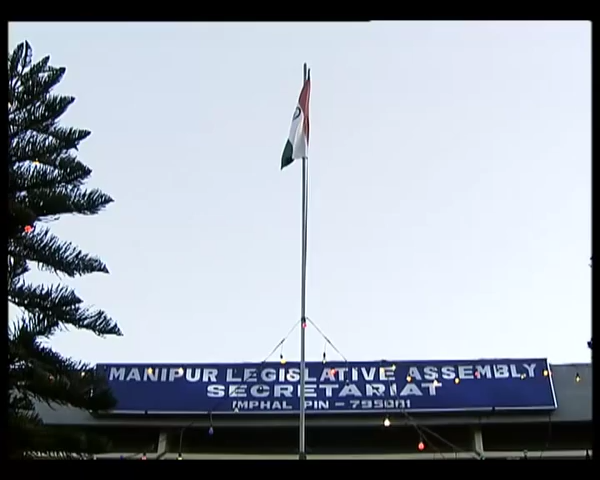 MANIPUR LEGISLATIVE ASSEMBLY
SECRETARIAT
IMPHAL PIN - 795001